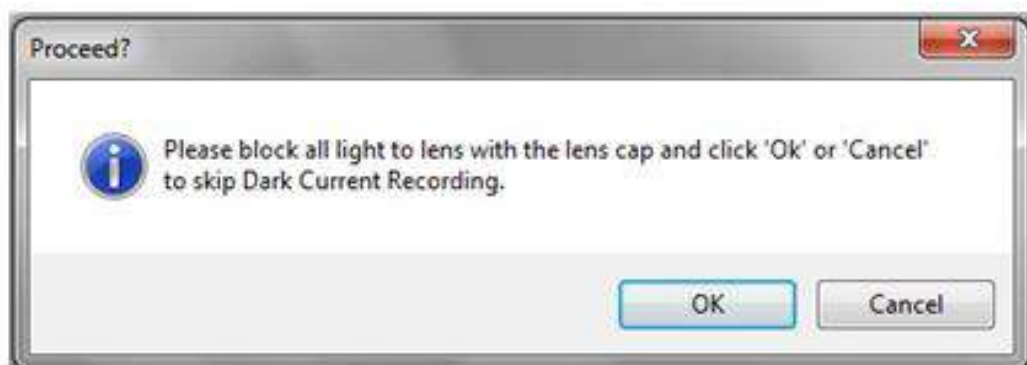 Proceed?
Please block all light to lens with the lens cap and click 'Ok' or 'Cancel'
to skip Dark Current Recording.
OK
Cancel